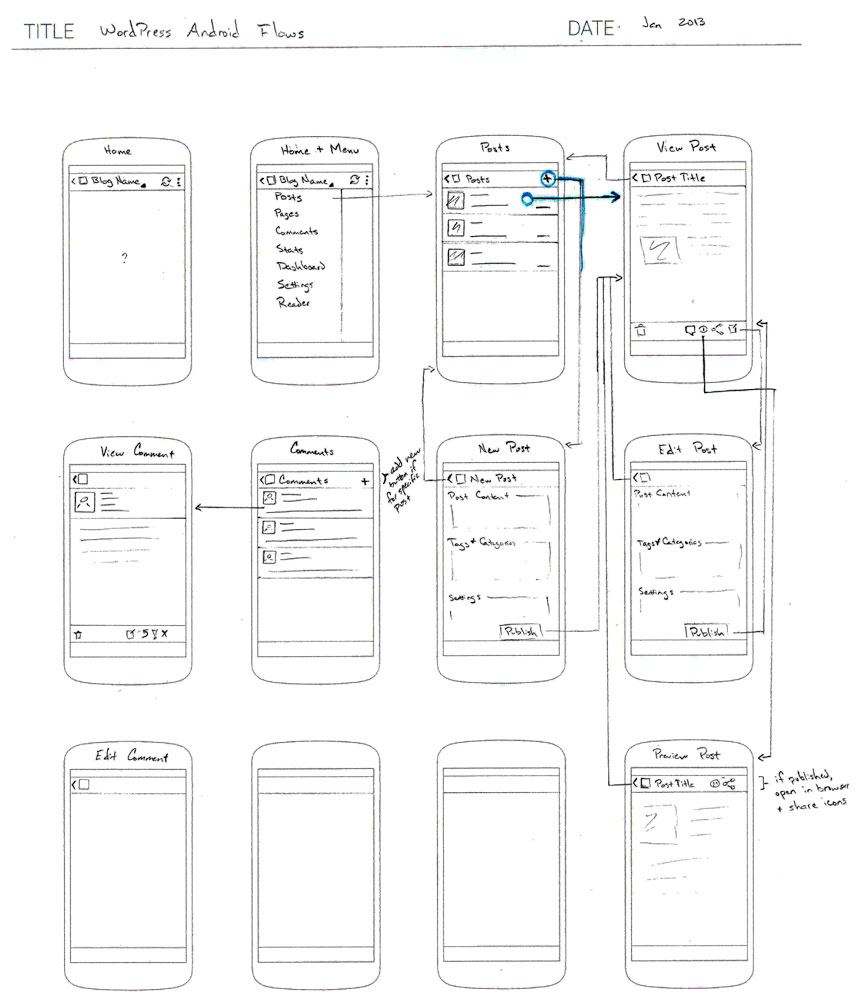 TITLE WordPress Android Flows
DATE: Jan 2013
Home
Blog Name
?
Home + Menu
Blog Name
Posts
Pages
Comments
Stats
Dashboard
Settings
Reader
Posts
Posts
+
View Post
Post Title
View Comment
Comments
Comments +
add new
button if
for specific
post
New Post
New Post
Post Content
Tags & Categories
Settings
Publish
Edit Post
Post Content
Tags & Categories
Settings
Publish
Edit Comment
Preview Post
Post Title
if published,
open in browser
+ share icons